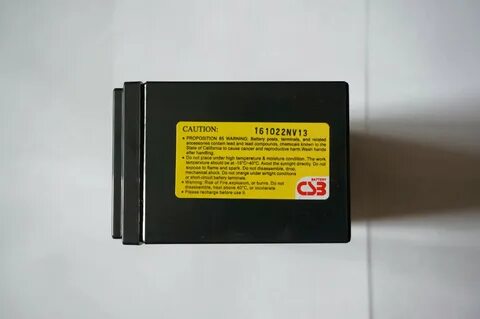 CAUTION: 161022NV13
• PROPOSITION 65 WARNING: Battery posts, terminals, and related
accessories contain lead and lead compounds, chemicals known to the
State of California to cause cancer and reproductive harm. Wash hands
after handling.
• Do not place under high temperature & moisture condition. The work
temperature should be at -15°C~40°C. Avoid the sunlight directly. Do not
expose to flame and spark. Do not disassemble, drop,
mechanical shock. Do not charge under airtight conditions
or short-circuit battery terminals.
• Warning: Risk of Fire, explosion, or burns. Do not
disassemble, heat above 40°C, or incinerate
• Please recharge before use it.
BATTERY
CSB